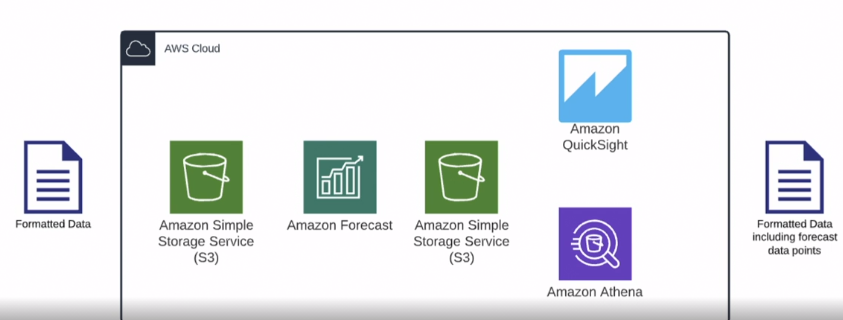 AWS Cloud
Amazon
QuickSight
Formatted Data
Amazon Simple
Storage Service
(S3)
Amazon Forecast
Amazon Simple
Storage Service
(S3)
Amazon Athena
Formatted Data
including forecast
data points